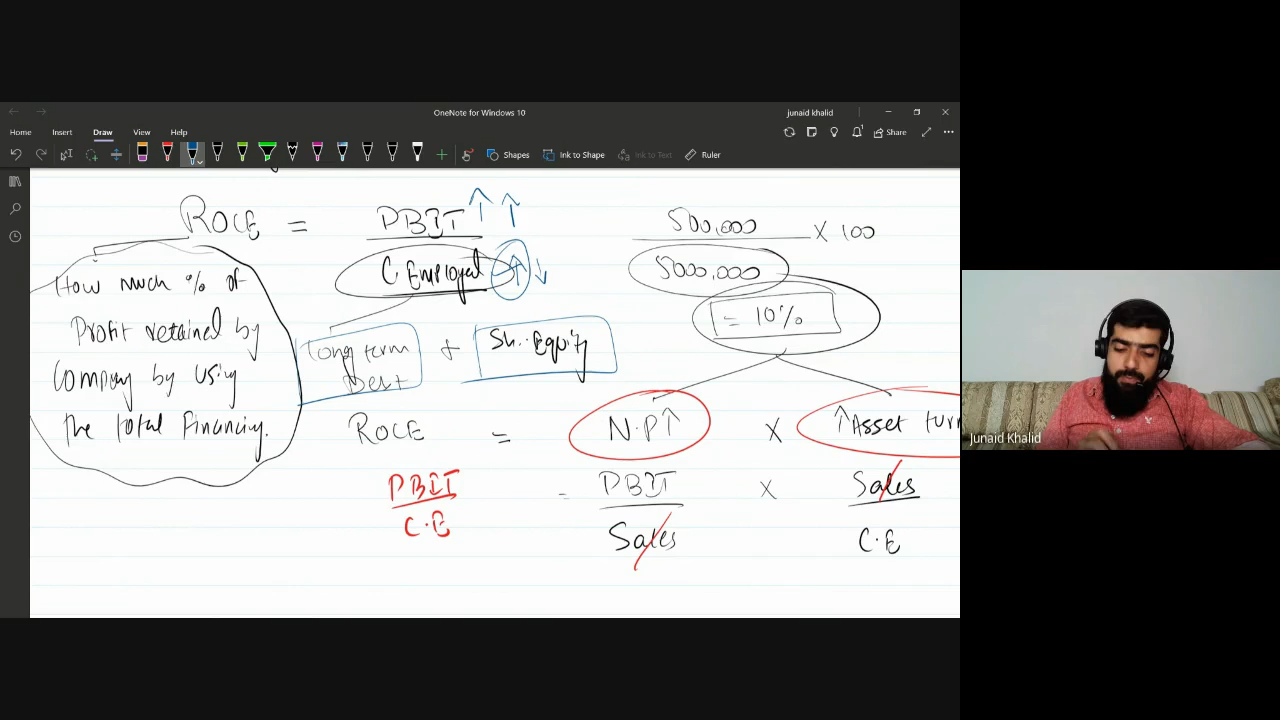 OneNote for Windows 10
junaid khalid
Home Insert Draw View Help
Share
Shapes Ink to Shape Ink to Text Ruler
ROCE = PBIT
C Employed
500,000 X 100
5000,000
= 10%
How much % of
Profit retained by
Company by using
the total Financing.
Long term
Debt
+ Sh. Equity
ROCE = N.P↑ X ↑Asset turn
PBIT = PBIT X Sales
C.E Sales C.E
Junaid Khalid